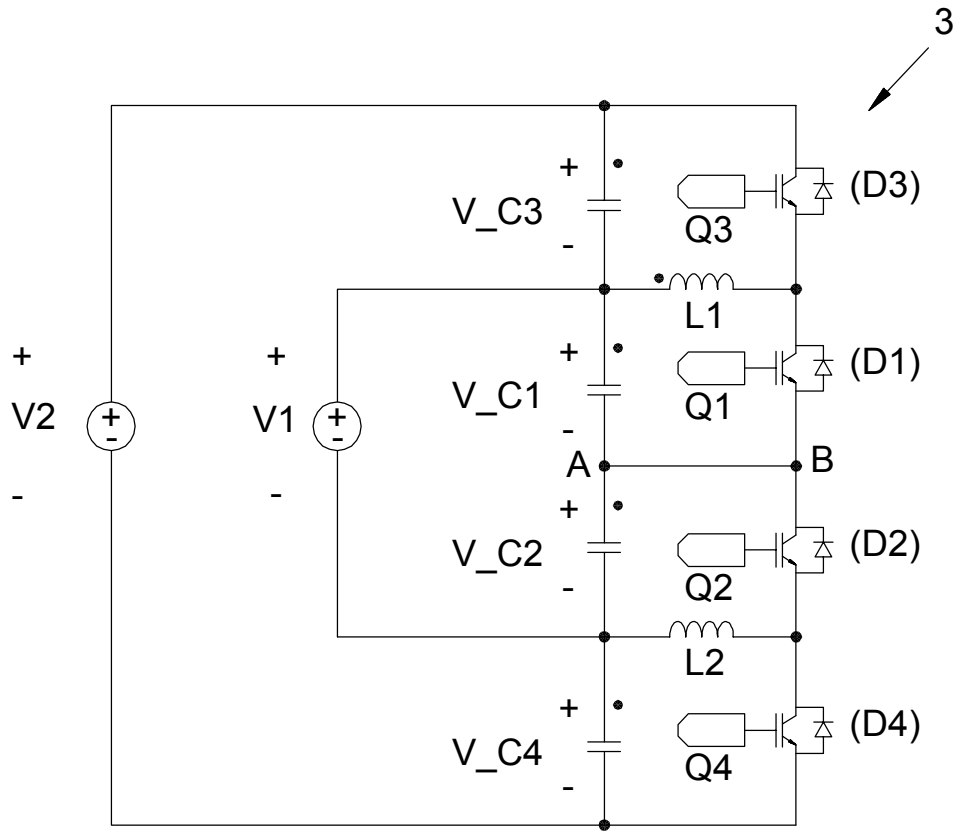 3
+
V_C3
-
Q3
(D3)
L1
+
V2
-
+
V1
-
+
-
+
-
+
V_C1
-
Q1
(D1)
A
B
+
V_C2
-
Q2
(D2)
L2
+
V_C4
-
Q4
(D4)